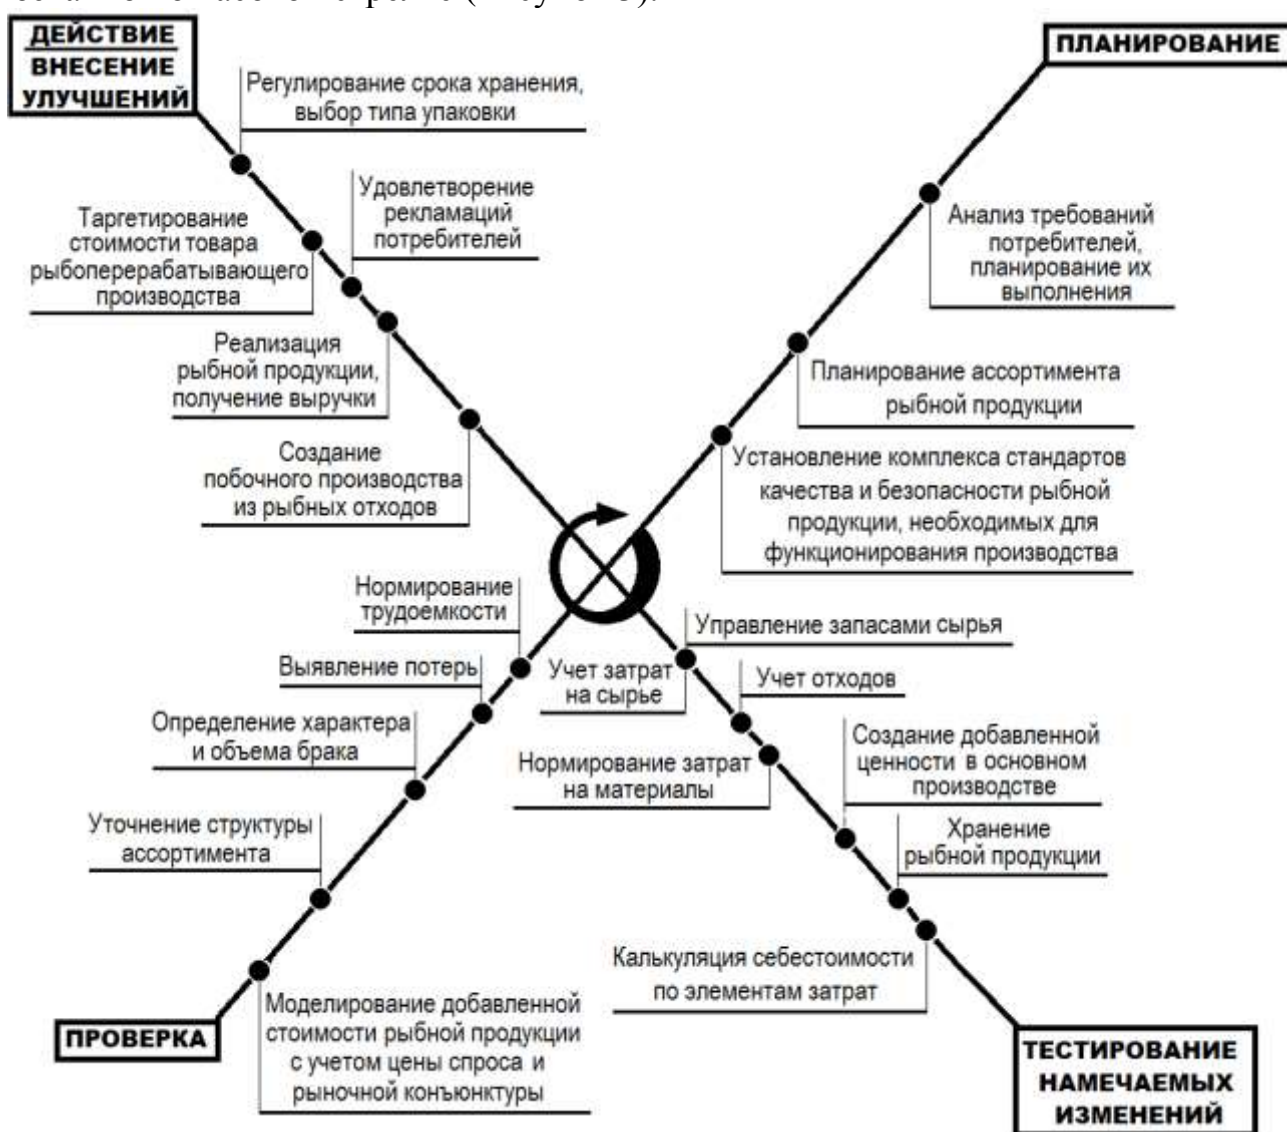 ДЕЙСТВИЕ
ВНЕСЕНИЕ
УЛУЧШЕНИЙ
ПЛАНИРОВАНИЕ
Регулирование срока хранения,
выбор типа упаковки
Удовлетворение
рекламаций
потребителей
Таргетирование
стоимости товара
рыбоперерабатывающего
производства
Реализация
рыбной продукции,
получение выручки
Создание
побочного производства
из рыбных отходов
Анализ требований
потребителей,
планирование их
выполнения
Планирование ассортимента
рыбной продукции
Установление комплекса стандартов
качества и безопасности рыбной
продукции, необходимых для
функционирования производства
Нормирование
трудоемкости
Выявление потерь
Определение характера
и объема брака
Уточнение структуры
ассортимента
Моделирование добавленной
стоимости рыбной продукции
с учетом цены спроса и
рыночной конъюнктуры
ПРОВЕРКА
Управление запасами сырья
Учет затрат
на сырье
Учет отходов
Нормирование затрат
на материалы
Создание добавленной
ценности в основном
производстве
Хранение
рыбной продукции
Калькуляция себестоимости
по элементам затрат
ТЕСТИРОВАНИЕ
НАМЕЧАЕМЫХ
ИЗМЕНЕНИЙ